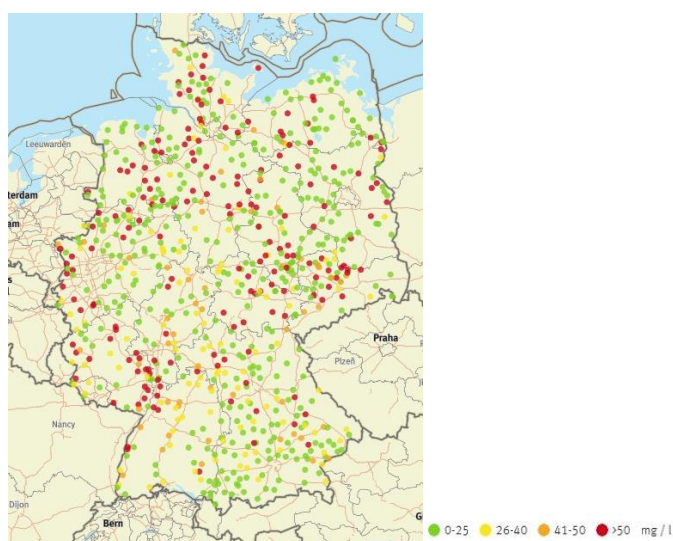 Leeuwarden
terdam
am
s
l
Praha
Plzeň
Nancy
Dijon
Bern
G
0-25 26-40 41-50 >50 mg / l